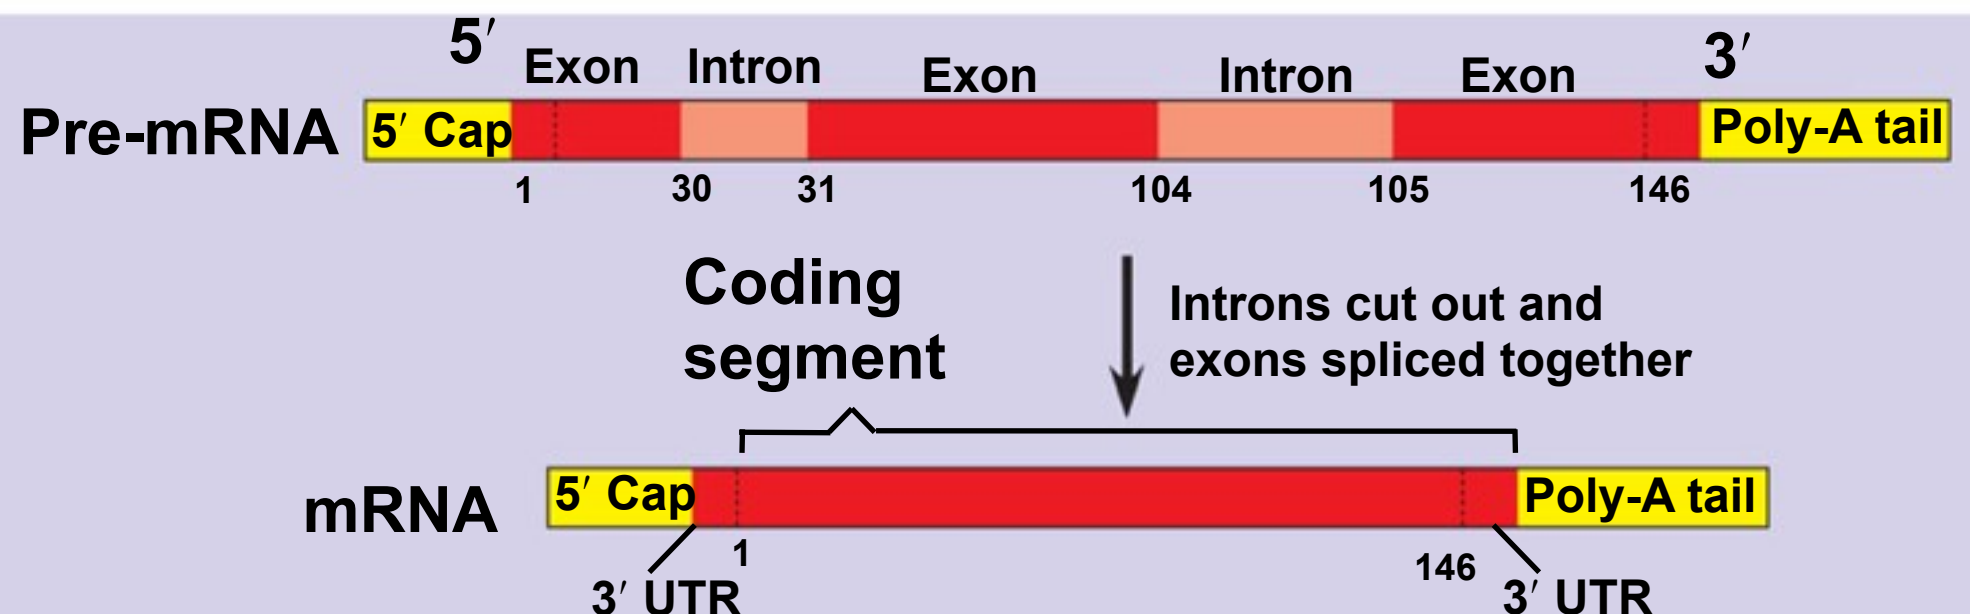 5′ Exon Intron Exon Intron Exon 3′
Pre-mRNA 5′ Cap Poly-A tail
1 30 31 104 105 146
Coding
segment
Introns cut out and
exons spliced together
mRNA 5′ Cap Poly-A tail
1 146
3′ UTR 3′ UTR